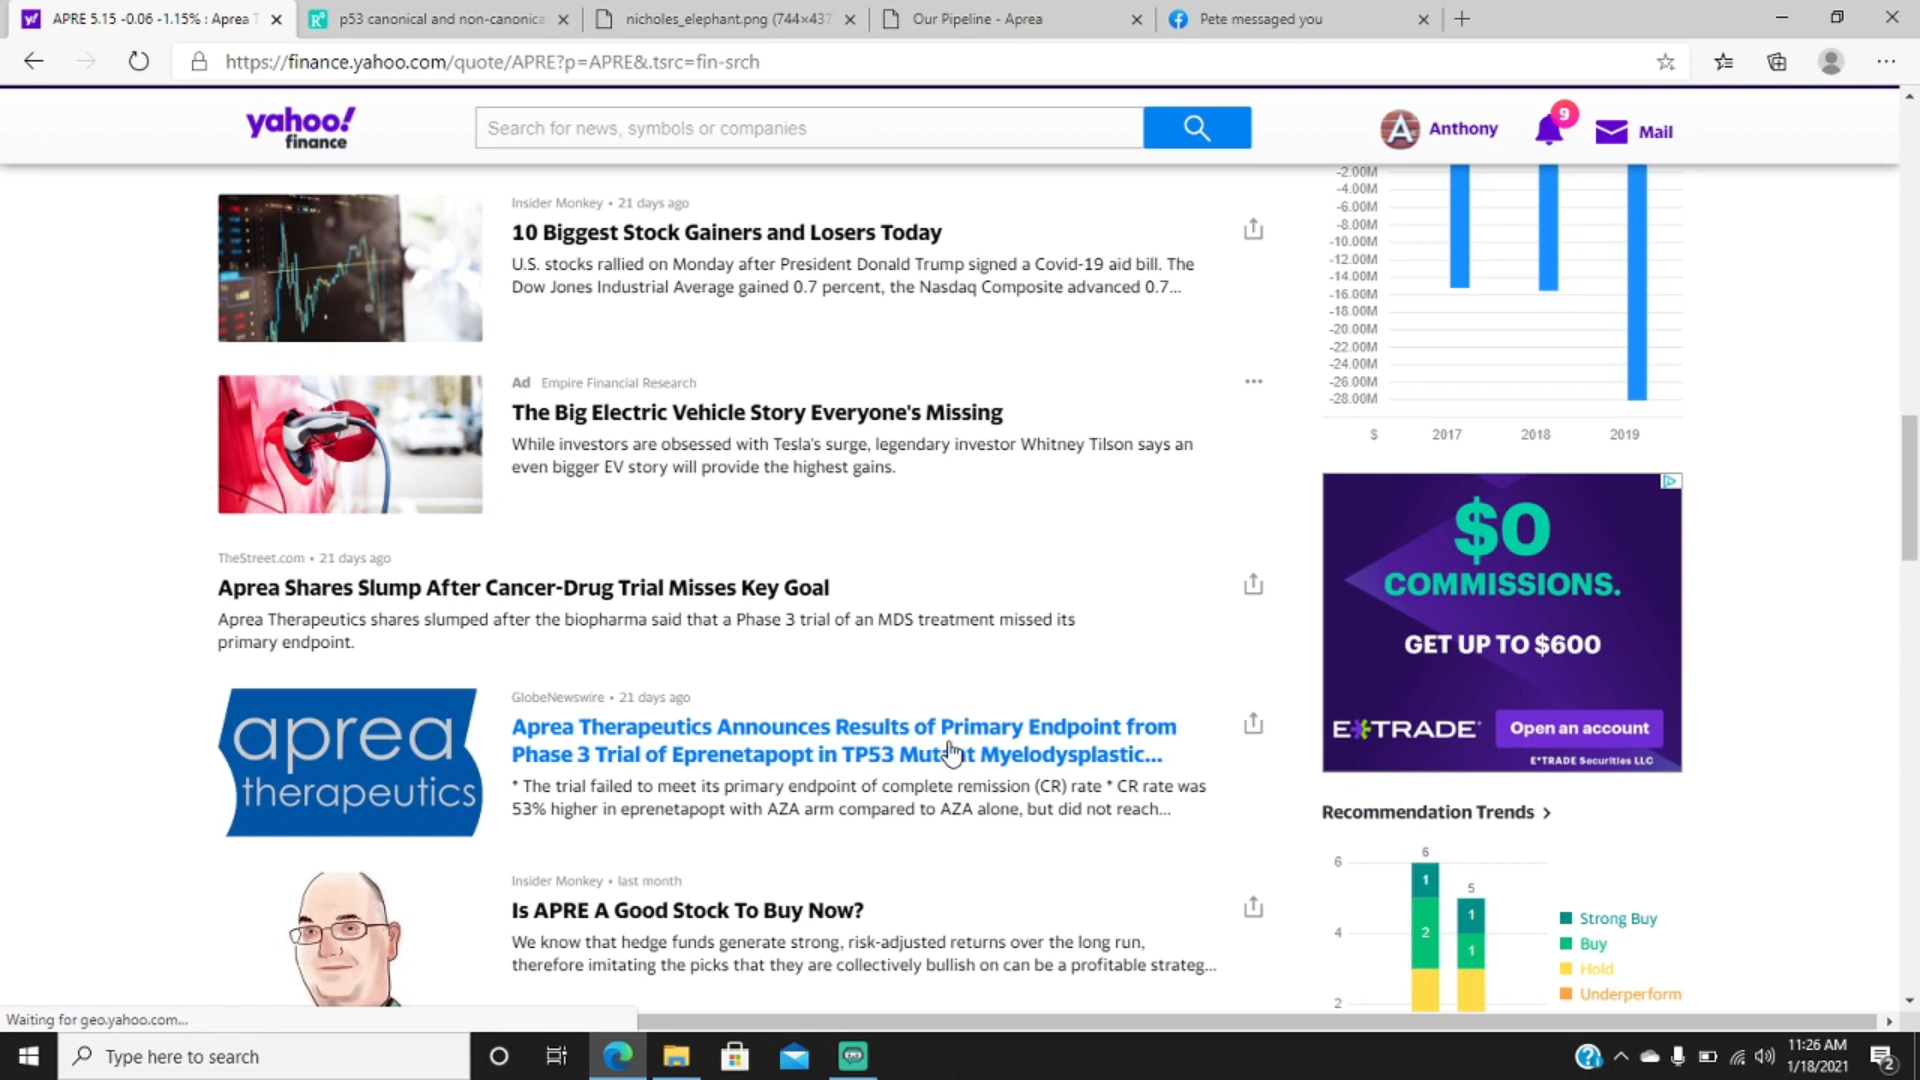 APRE 5.15 -0.06 -1.15% : Aprea T
p53 canonical and non-canonica
nicholes_elephant.png (744×437
Our Pipeline - Aprea
Pete messaged you
https://finance.yahoo.com/quote/APRE?p=APRE&.tsrc=fin-srch
yahoo!
finance
Search for news, symbols or companies
A
Anthony
9
Mail
Insider Monkey • 21 days ago
10 Biggest Stock Gainers and Losers Today
U.S. stocks rallied on Monday after President Donald Trump signed a Covid-19 aid bill. The
Dow Jones Industrial Average gained 0.7 percent, the Nasdaq Composite advanced 0.7...
Ad Empire Financial Research
The Big Electric Vehicle Story Everyone's Missing
While investors are obsessed with Tesla's surge, legendary investor Whitney Tilson says an
even bigger EV story will provide the highest gains.
TheStreet.com • 21 days ago
Aprea Shares Slump After Cancer-Drug Trial Misses Key Goal
Aprea Therapeutics shares slumped after the biopharma said that a Phase 3 trial of an MDS treatment missed its
primary endpoint.
aprea
therapeutics
GlobeNewswire • 21 days ago
Aprea Therapeutics Announces Results of Primary Endpoint from
Phase 3 Trial of Eprenetapopt in TP53 Mutant Myelodysplastic...
* The trial failed to meet its primary endpoint of complete remission (CR) rate * CR rate was
53% higher in eprenetapopt with AZA arm compared to AZA alone, but did not reach...
Insider Monkey • last month
Is APRE A Good Stock To Buy Now?
We know that hedge funds generate strong, risk-adjusted returns over the long run,
therefore imitating the picks that they are collectively bullish on can be a profitable strateg...
-2.00M
-4.00M
-6.00M
-8.00M
-10.00M
-12.00M
-14.00M
-16.00M
-18.00M
-20.00M
-22.00M
-24.00M
-26.00M
-28.00M
$ 2017 2018 2019
$0
COMMISSIONS.
GET UP TO $600
E*TRADE
Open an account
E*TRADE Securities LLC
Recommendation Trends >
6
6
5
1
1
4
2
1
2
Strong Buy
Buy
Hold
Underperform
Waiting for geo.yahoo.com...
Type here to search
11:26 AM
1/18/2021
2